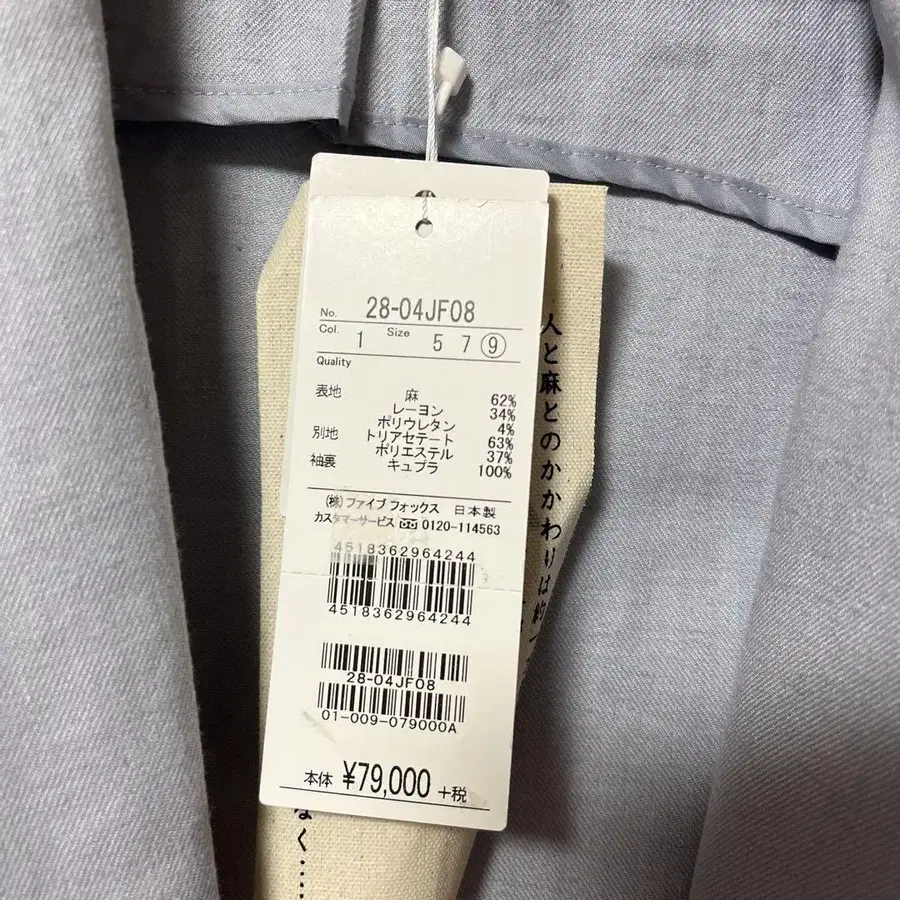 No. 28-04JF08
Col. 1 Size 5 7 9
Quality
表地 麻 62%
レーヨン 34%
ポリウレタン 4%
別地 トリアセテート 63%
ポリエステル 37%
袖裏 キュプラ 100%
(株)ファイブ フォックス 日本製
カスタマーサービス 0120-114563
4518362964244
4518362964244
28-04JF08
01-009-079000A
本体 ¥79,000 +税
人と麻とのかかわりは約
なく……